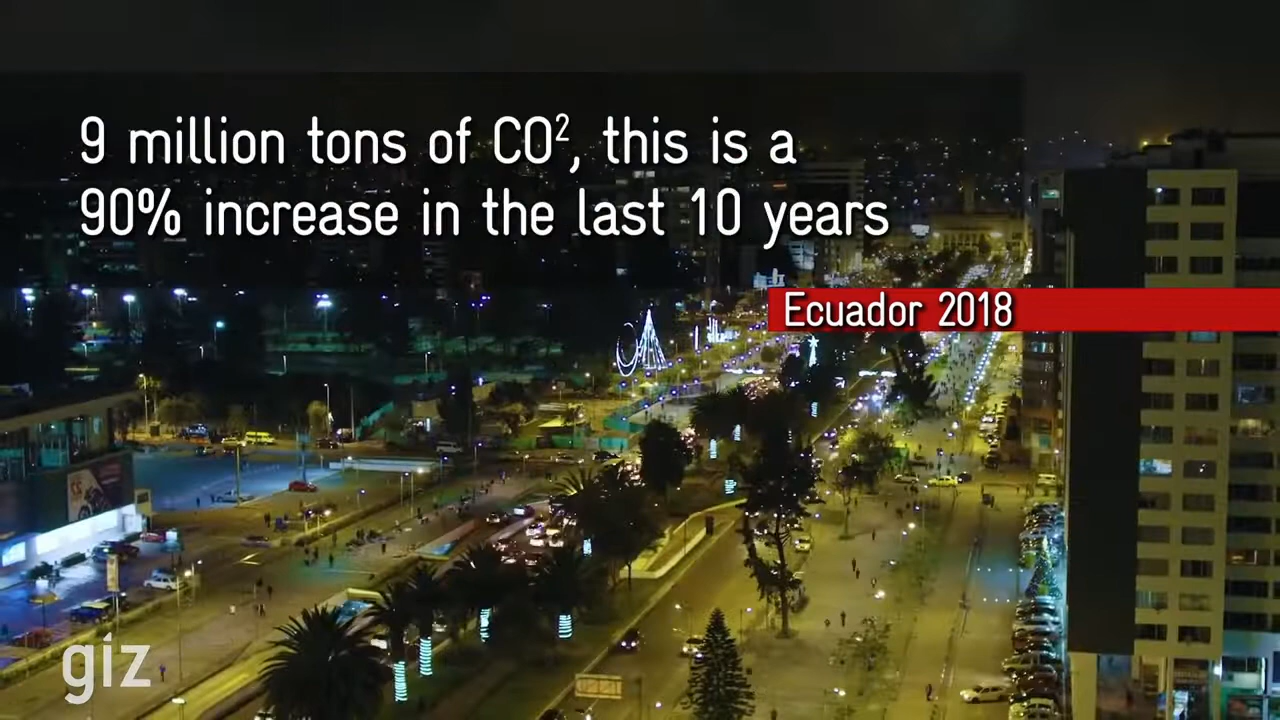 9 million tons of CO², this is a
90% increase in the last 10 years
Ecuador 2018
giz